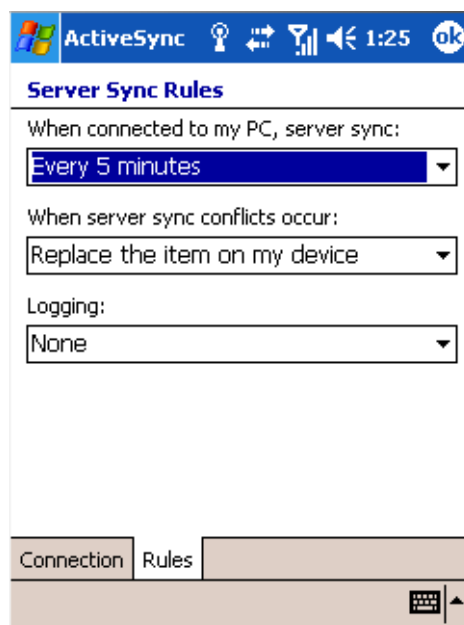 ActiveSync 1:25 ok
Server Sync Rules
When connected to my PC, server sync:
Every 5 minutes
When server sync conflicts occur:
Replace the item on my device
Logging:
None
Connection Rules